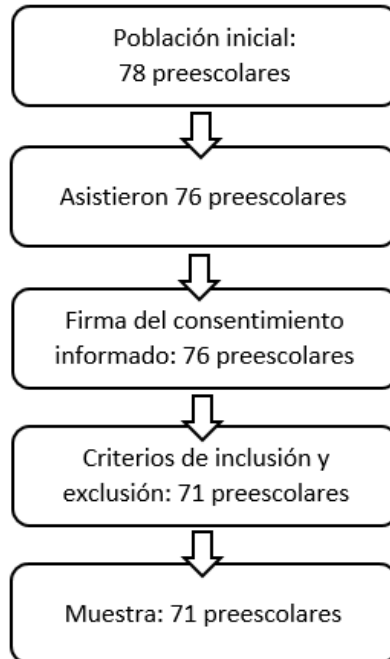 Población inicial:
78 preescolares
Asistieron 76 preescolares
Firma del consentimiento
informado: 76 preescolares
Criterios de inclusión y
exclusión: 71 preescolares
Muestra: 71 preescolares